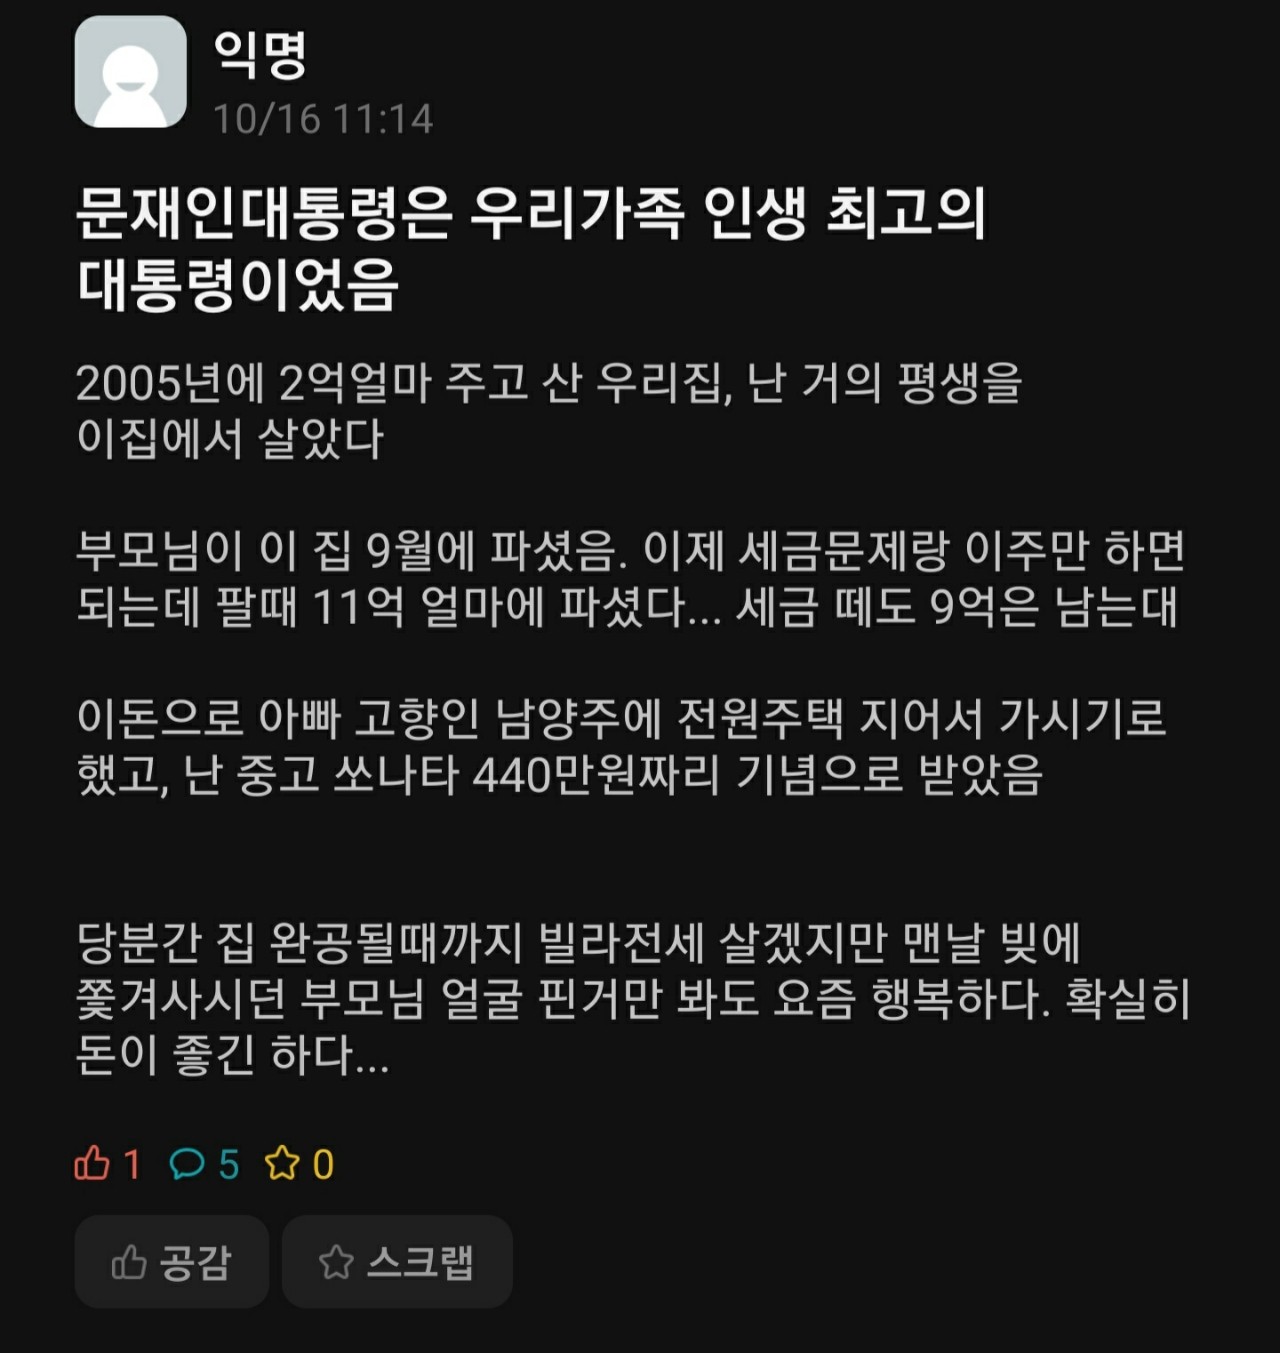 익명
10/16 11:14
문재인대통령은 우리가족 인생 최고의
대통령이었음
2005년에 2억얼마 주고 산 우리집, 난 거의 평생을
이집에서 살았다
부모님이 이 집 9월에 파셨음. 이제 세금문제랑 이주만 하면
되는데 팔때 11억 얼마에 파셨다... 세금 떼도 9억은 남는대
이돈으로 아빠 고향인 남양주에 전원주택 지어서 가시기로
했고, 난 중고 쏘나타 440만원짜리 기념으로 받았음
당분간 집 완공될때까지 빌라전세 살겠지만 맨날 빚에
쫓겨사시던 부모님 얼굴 핀거만 봐도 요즘 행복하다. 확실히
돈이 좋긴 하다...
1 5 0
공감 스크랩